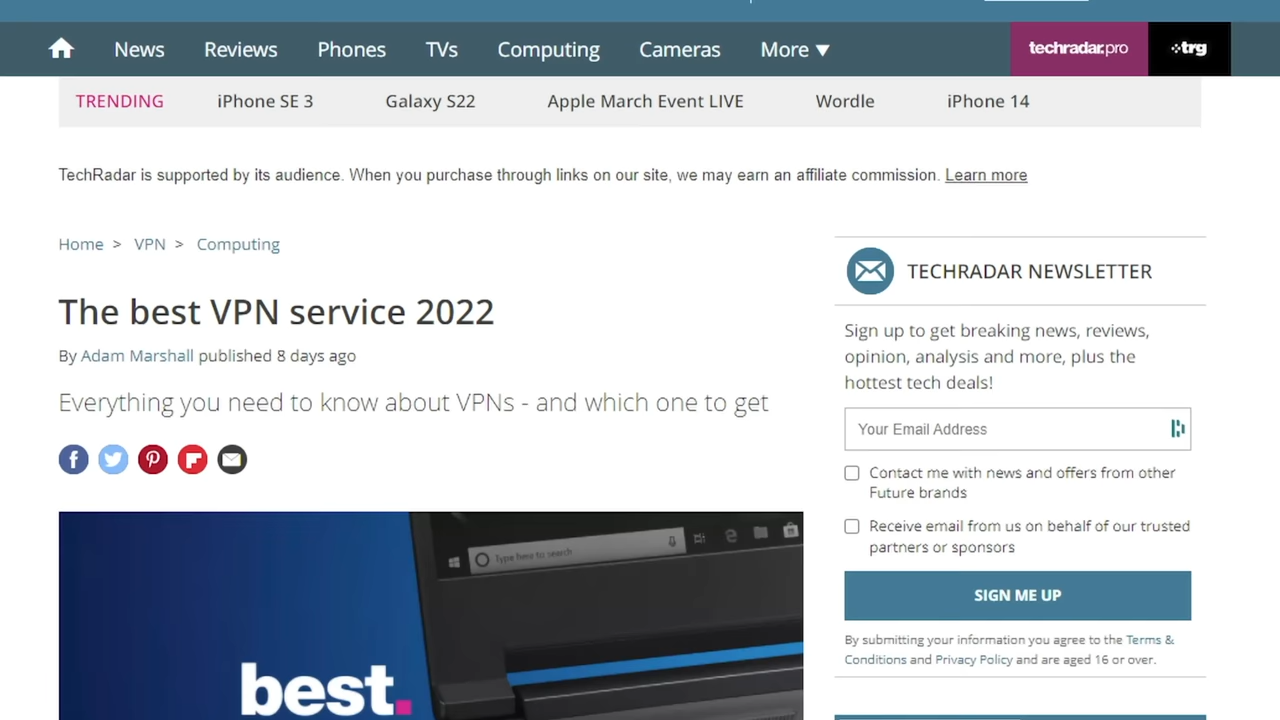 News Reviews Phones TVs Computing Cameras More ▼ techradar.pro trg
TRENDING iPhone SE 3 Galaxy S22 Apple March Event LIVE Wordle iPhone 14
TechRadar is supported by its audience. When you purchase through links on our site, we may earn an affiliate commission. Learn more
Home > VPN > Computing
The best VPN service 2022
By Adam Marshall published 8 days ago
Everything you need to know about VPNs - and which one to get
Type here to search
best.
TECHRADAR NEWSLETTER
Sign up to get breaking news, reviews,
opinion, analysis and more, plus the
hottest tech deals!
Your Email Address
Contact me with news and offers from other
Future brands
Receive email from us on behalf of our trusted
partners or sponsors
SIGN ME UP
By submitting your information you agree to the Terms &
Conditions and Privacy Policy and are aged 16 or over.